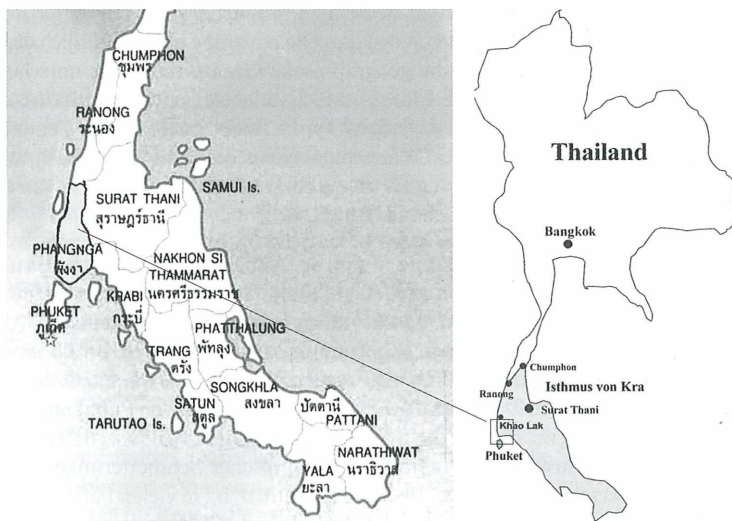 CHUMPHON
ชุมพร
RANONG
ระนอง
SAMUI Is.
SURAT THANI
สุราษฎร์ธานี
PHANGNGA
พังงา
NAKHON SI
THAMMARAT
นครศรีธรรมราช
PHUKET
ภูเก็ต
KRABI
กระบี่
PHATTHALUNG
พัทลุง
TRANG
ตรัง
SONGKHLA
สงขลา
SATUN
สตูล
TARUTAO Is.
ปัตตานี
PATTANI
NARATHIWAT
นราธิวาส
YALA
ยะลา
Thailand
Bangkok
Chumphon
Ranong
Isthmus von Kra
Surat Thani
Khao Lak
Phuket